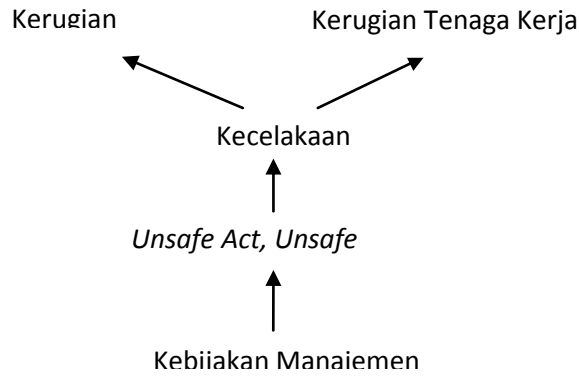 Kerugian
Kerugian Tenaga Kerja
Kecelakaan
Unsafe Act, Unsafe
Kebijakan Manajemen